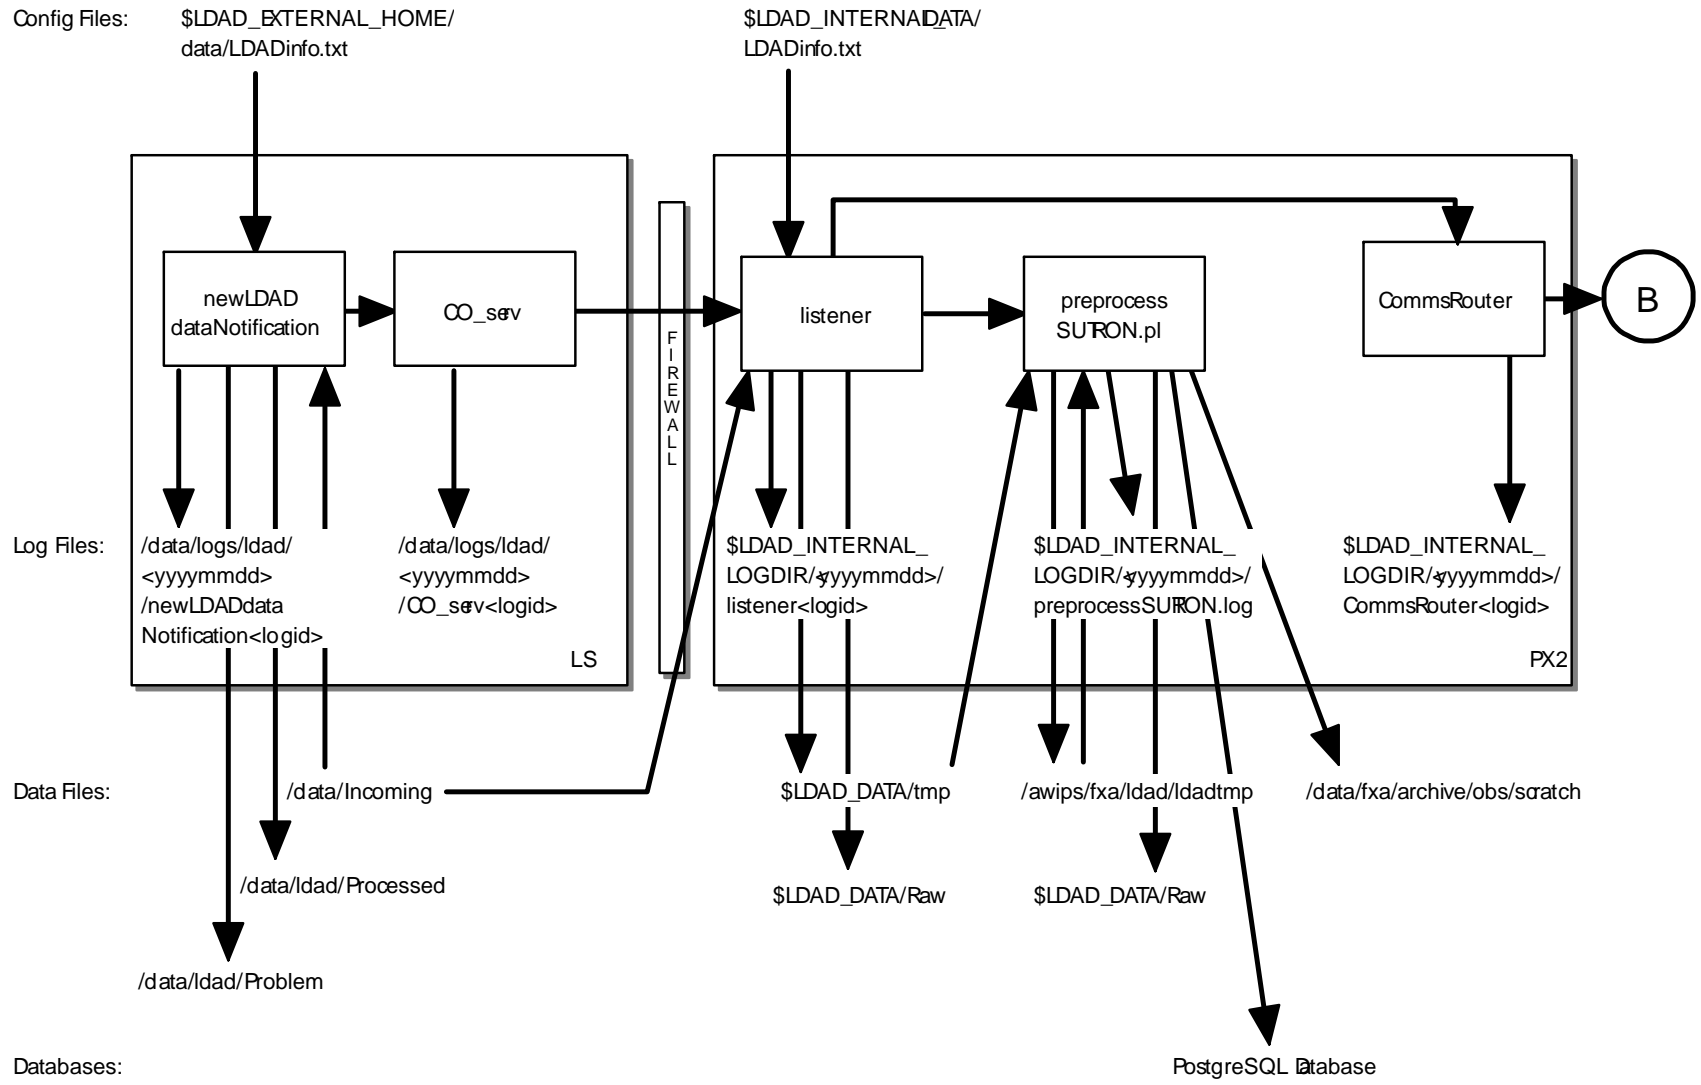 Config Files:
$LDAD_EXTERNAL_HOME/
data/LDADinfo.txt
$LDAD_INTERNALDATA/
LDADinfo.txt
newLDAD
dataNotification
CO_serv
FIREWALL
listener
preprocess
SUTRON.pl
CommsRouter
B
Log Files:
/data/logs/ldad/
<yyyymmdd>
/newLDADdata
Notification<logid>
/data/logs/ldad/
<yyyymmdd>
/CO_serv<logid>
$LDAD_INTERNAL_
LOGDIR/<yyyymmdd>/
listener<logid>
$LDAD_INTERNAL_
LOGDIR/<yyyymmdd>/
preprocessSUTRON.log
$LDAD_INTERNAL_
LOGDIR/<yyyymmdd>/
CommsRouter<logid>
LS
PX2
Data Files:
/data/Incoming
$LDAD_DATA/tmp
/awips/fxa/ldad/ldadtmp
/data/fxa/archive/obs/scratch
/data/ldad/Processed
$LDAD_DATA/Raw
$LDAD_DATA/Raw
/data/ldad/Problem
Databases:
PostgreSQL Database